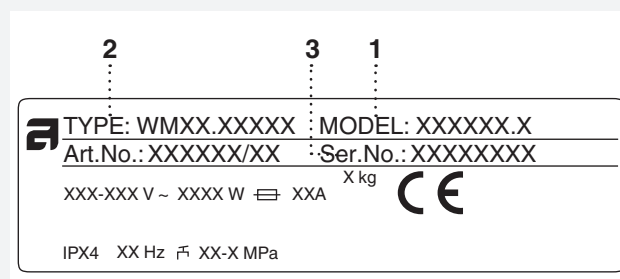 2 3 1
TYPE: WMXX.XXXXX MODEL: XXXXXX.X
Art.No.: XXXXXX/XX Ser.No.: XXXXXXXX
XXX-XXX V ~ XXXX W XXA X kg CE
IPX4 XX Hz XX-X MPa